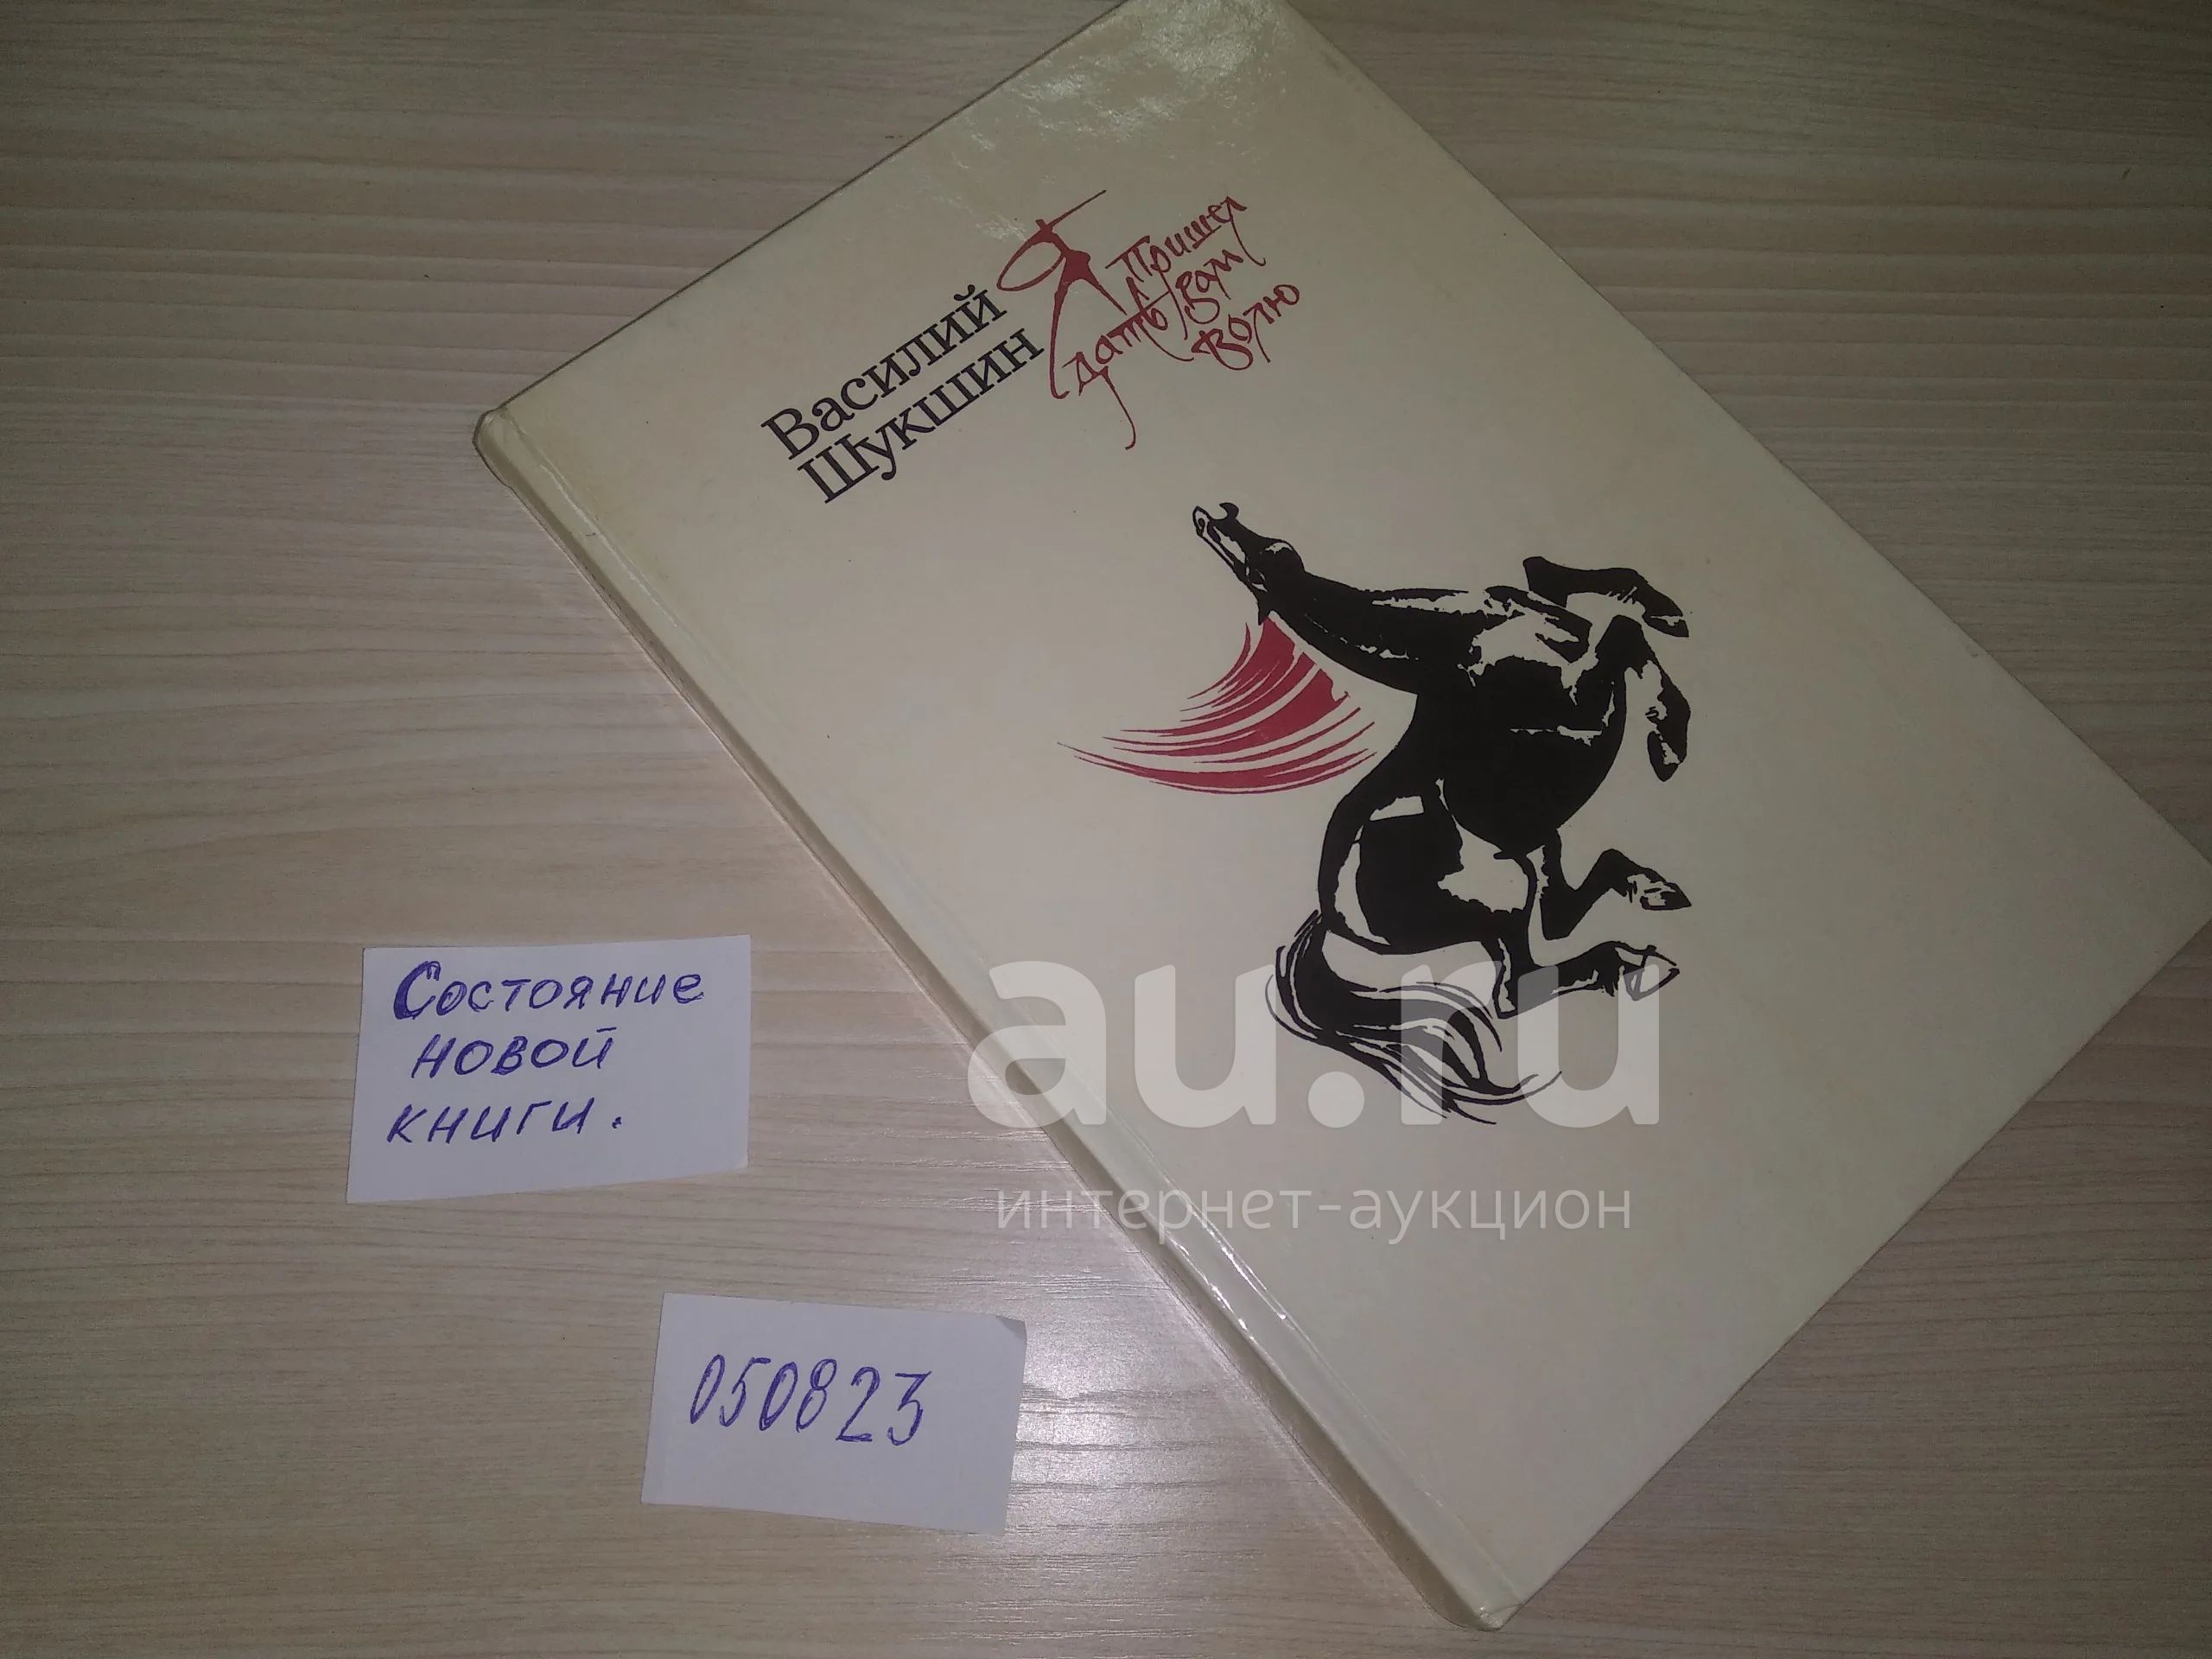 Василий
Шукшин
Я пришел
дать вам
волю
Состояние
новой
книги.
050823
au.ru
интернет-аукцион